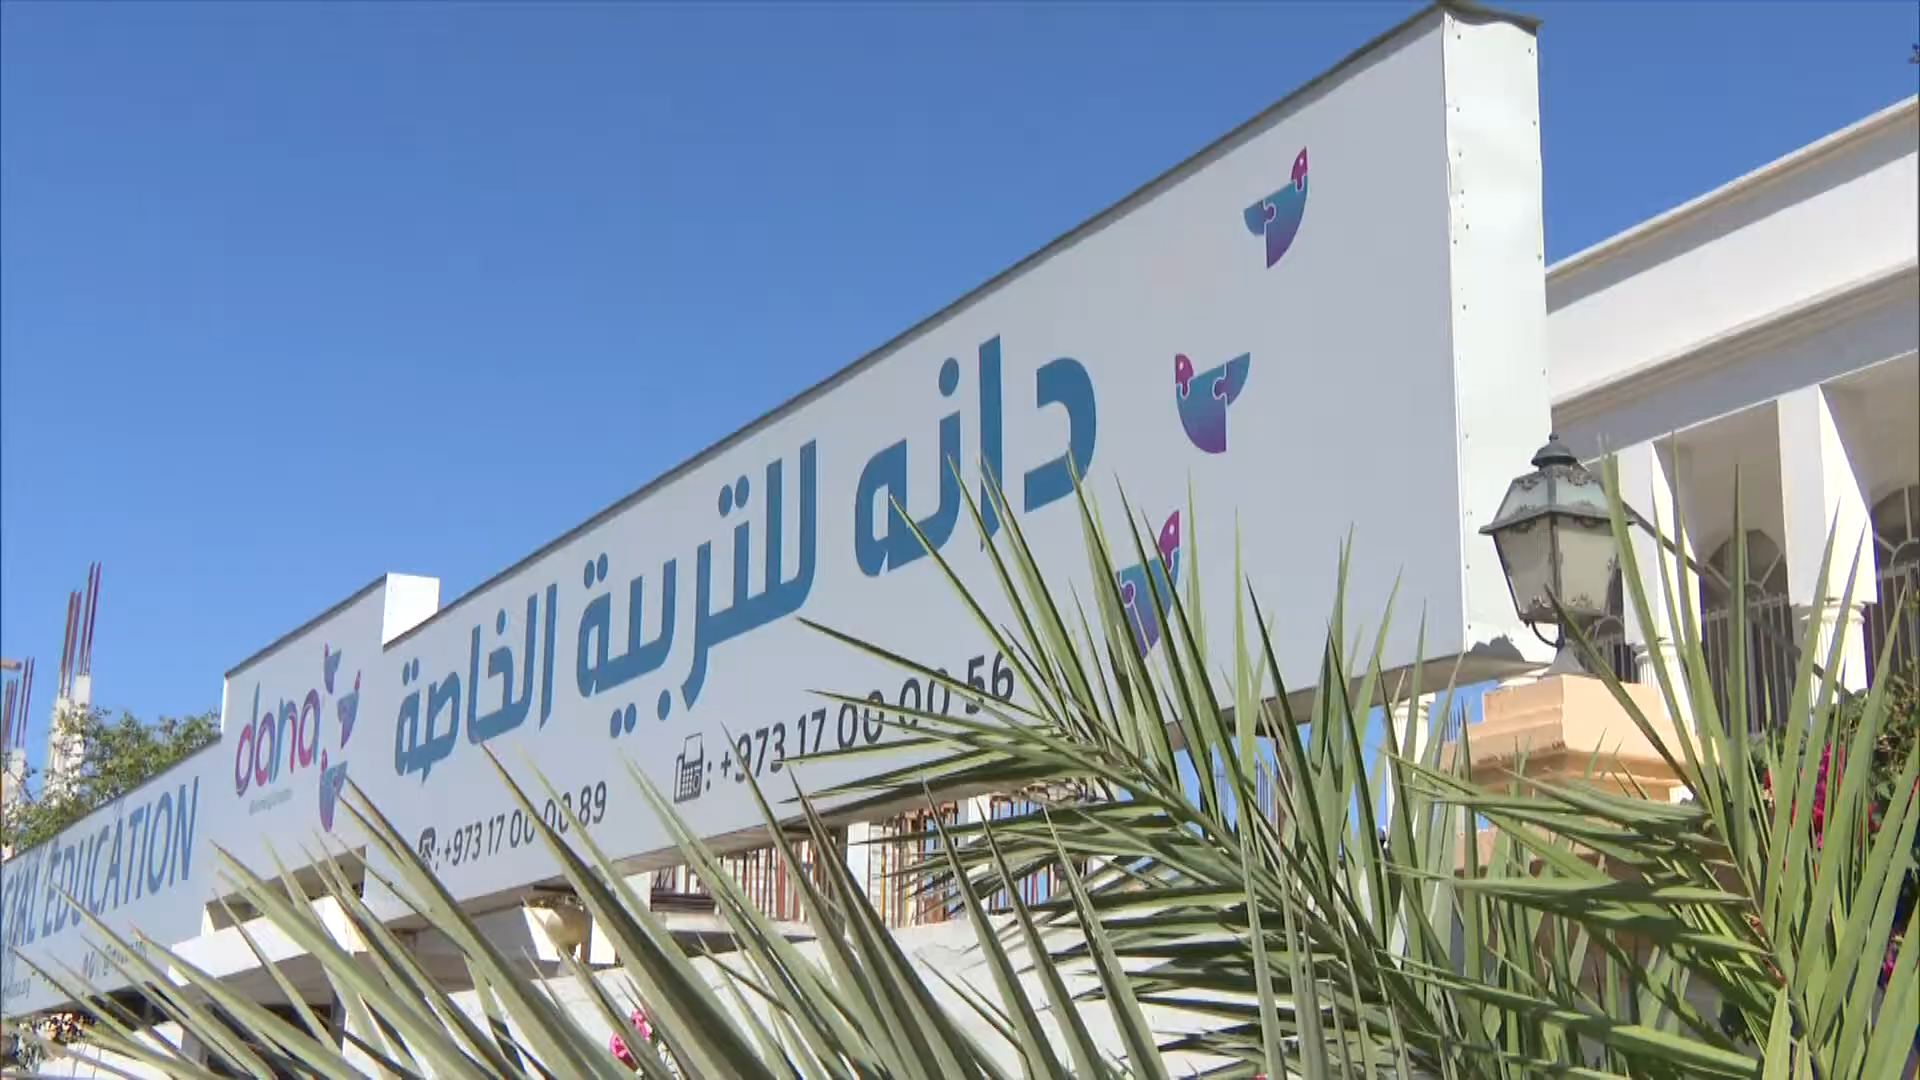 دانه للتربية الخاصة
: +973 17 00 00 56
: +973 17 00 00 89
dana
EDUCATION